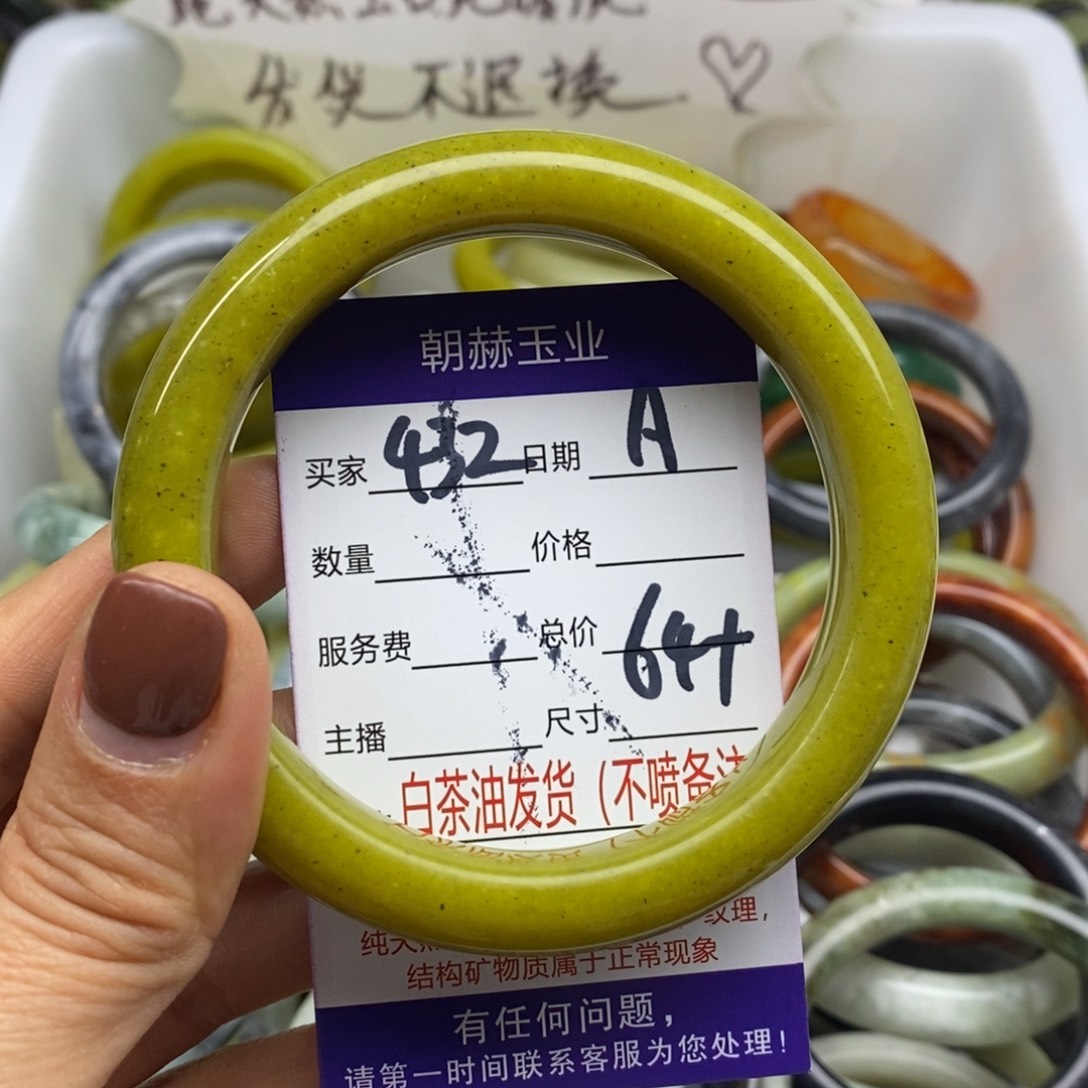 发货不退换
朝赫玉业
买家 432 日期 A
数量 价格
服务费 总价 64+
主播 尺寸
白茶油发货（不喷备注
纯天 纹理，
结构矿物质属于正常现象
有任何问题，
请第一时间联系客服为您处理！